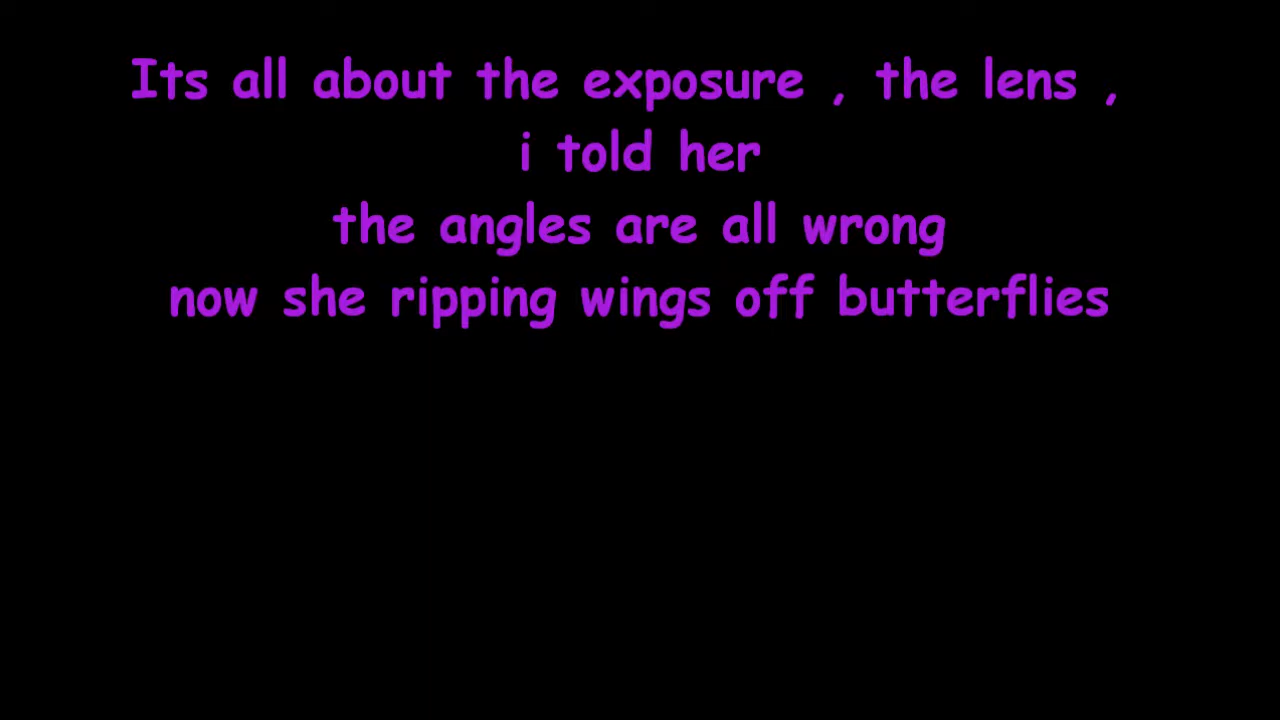 Its all about the exposure , the lens ,
i told her
the angles are all wrong
now she ripping wings off butterflies